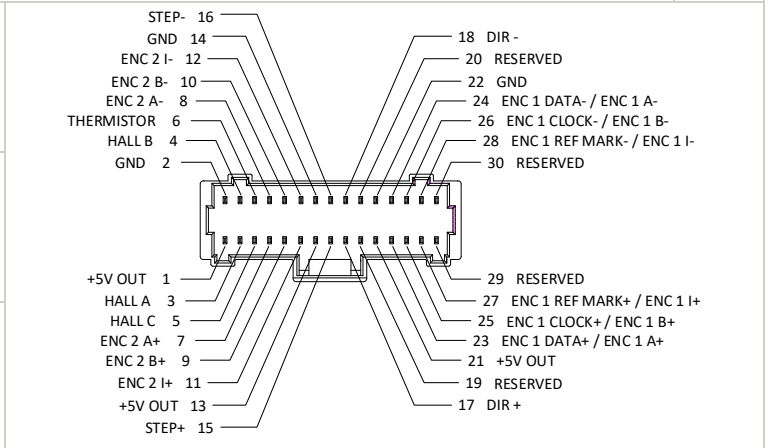 STEP- 16
GND 14
ENC 2 I- 12
ENC 2 B- 10
ENC 2 A- 8
THERMISTOR 6
HALL B 4
GND 2
18 DIR -
20 RESERVED
22 GND
24 ENC 1 DATA- / ENC 1 A-
26 ENC 1 CLOCK- / ENC 1 B-
28 ENC 1 REF MARK- / ENC 1 I-
30 RESERVED
+5V OUT 1
HALL A 3
HALL C 5
ENC 2 A+ 7
ENC 2 B+ 9
ENC 2 I+ 11
+5V OUT 13
STEP+ 15
29 RESERVED
27 ENC 1 REF MARK+ / ENC 1 I+
25 ENC 1 CLOCK+ / ENC 1 B+
23 ENC 1 DATA+ / ENC 1 A+
21 +5V OUT
19 RESERVED
17 DIR +